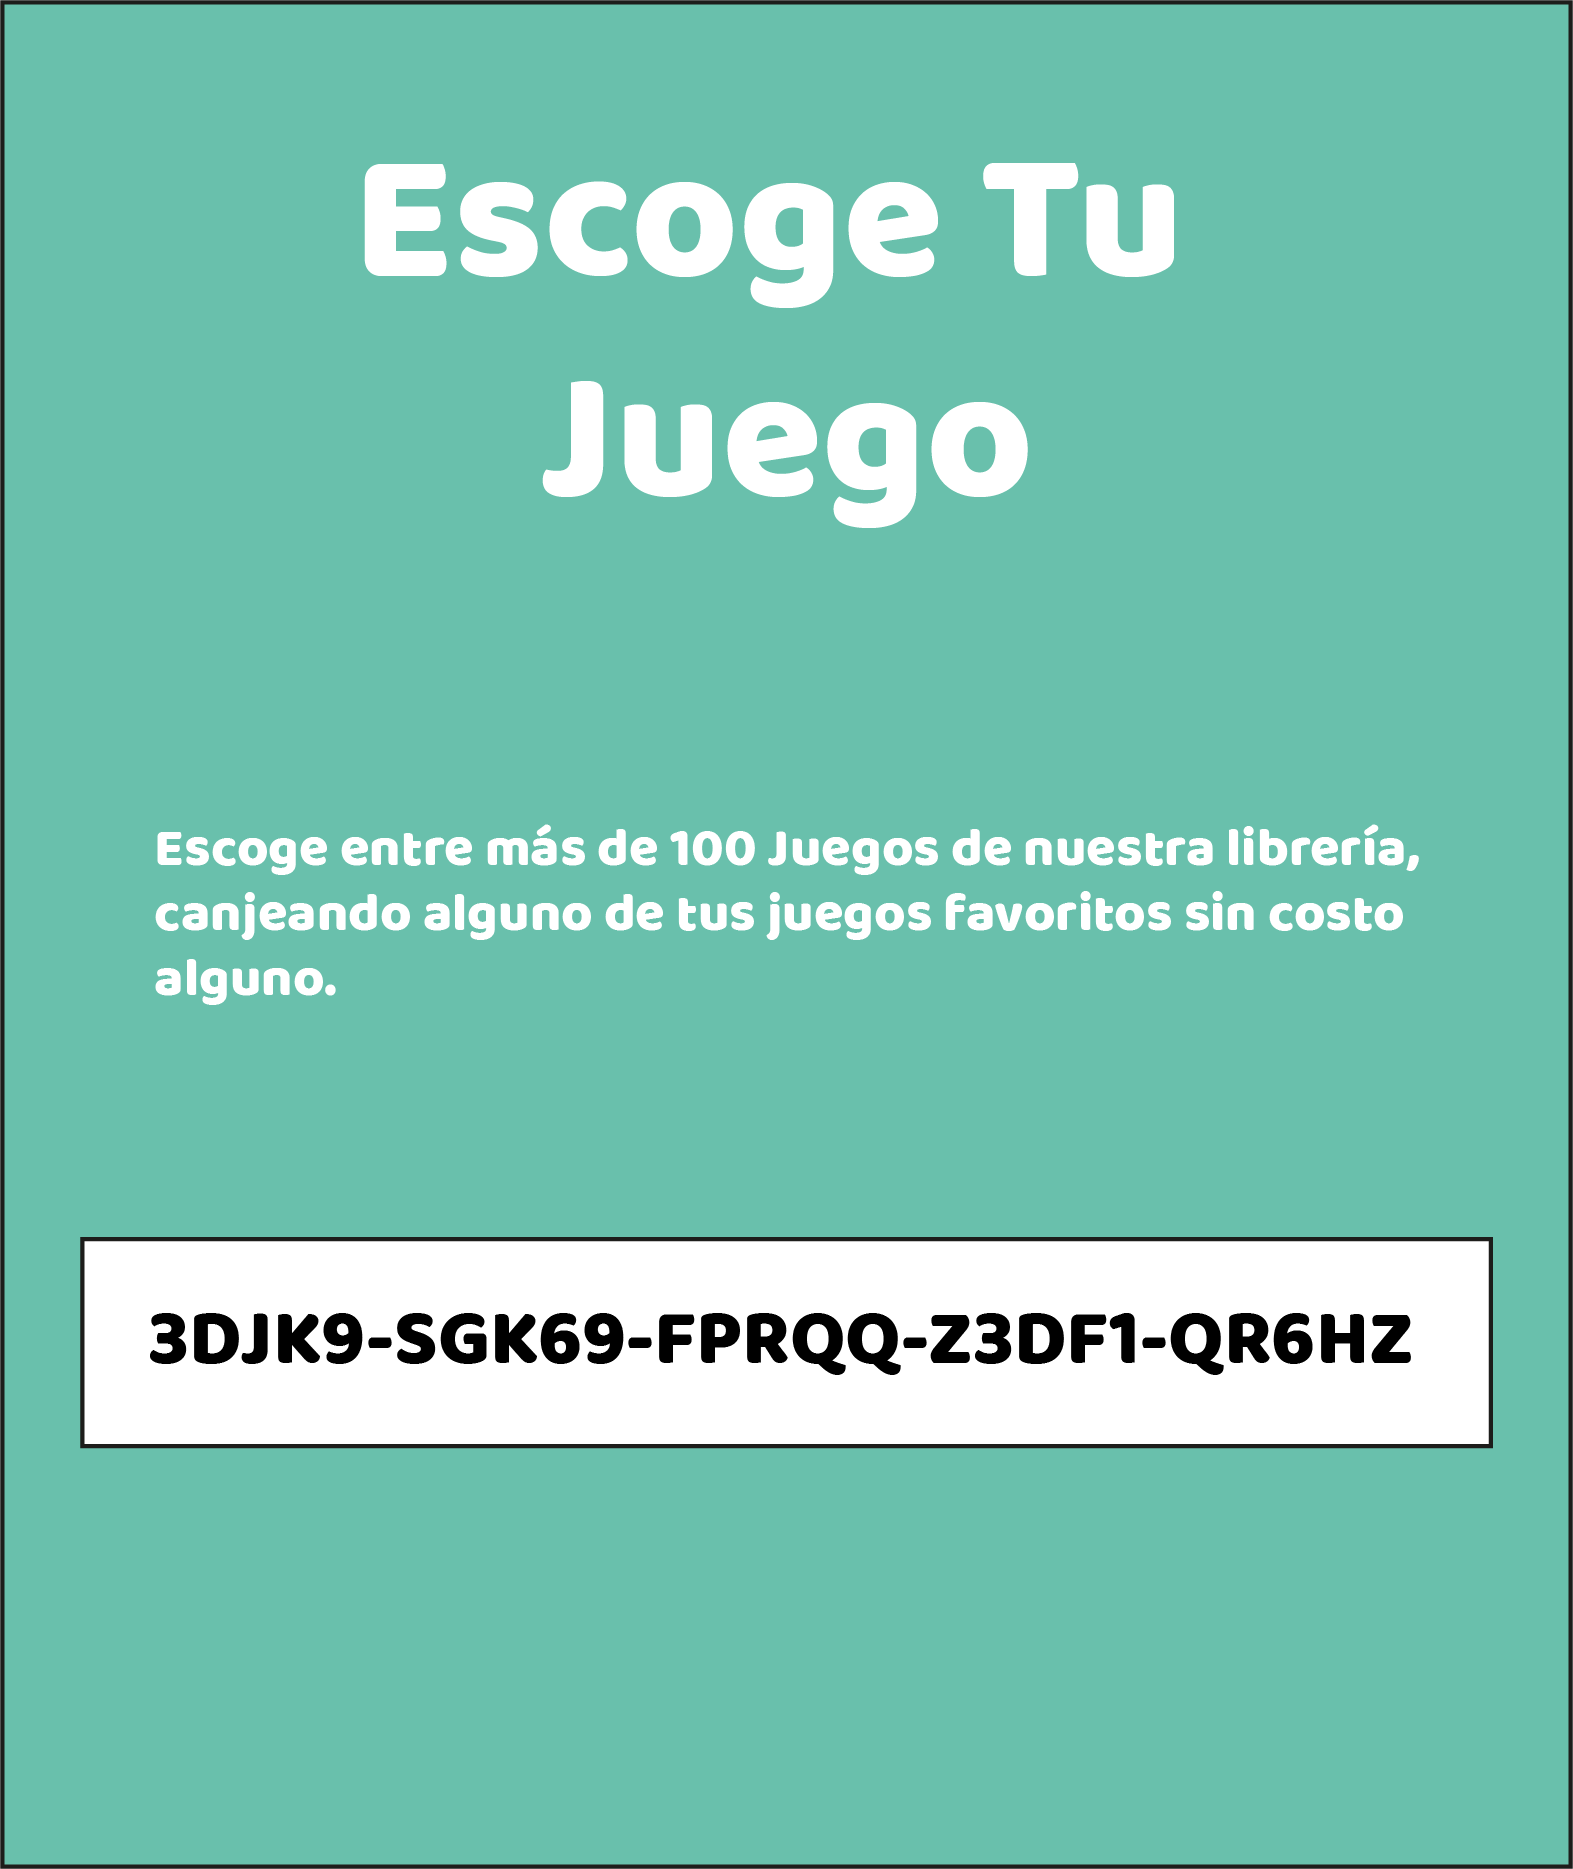 Escoge Tu
Juego
Escoge entre más de 100 Juegos de nuestra librería,
canjeando alguno de tus juegos favoritos sin costo
alguno.
3DJK9-SGK69-FPRQQ-Z3DF1-QR6HZ